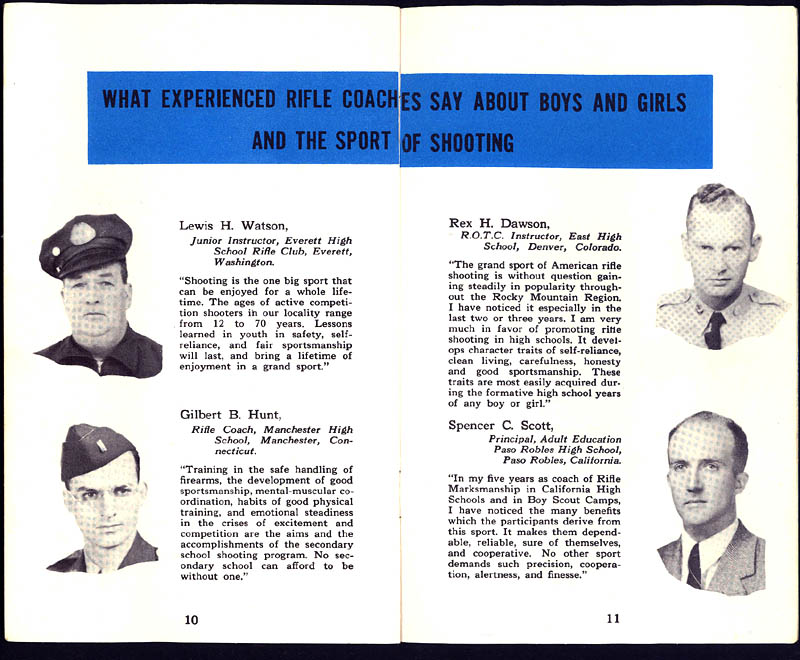 WHAT EXPERIENCED RIFLE COACHES SAY ABOUT BOYS AND GIRLS
AND THE SPORT OF SHOOTING
Lewis H. Watson,
Junior Instructor, Everett High
School Rifle Club, Everett,
Washington.
“Shooting is the one big sport that
can be enjoyed for a whole life-
time. The ages of active competi-
tion shooters in our locality range
from 12 to 70 years. Lessons
learned in youth in safety, self-
reliance, and fair sportsmanship
will last, and bring a lifetime of
enjoyment in a grand sport.”
Gilbert B. Hunt,
Rifle Coach, Manchester High
School, Manchester, Con-
necticut.
“Training in the safe handling of
firearms, the development of good
sportsmanship, mental-muscular co-
ordination, habits of good physical
training, and emotional steadiness
in the crises of excitement and
competition are the aims and the
accomplishments of the secondary
school shooting program. No sec-
ondary school can afford to be
without one.”
10
Rex H. Dawson,
R.O.T.C. Instructor, East High
School, Denver, Colorado.
“The grand sport of American rifle
shooting is without question gain-
ing steadily in popularity through-
out the Rocky Mountain Region.
I have noticed it especially in the
last two or three years. I am very
much in favor of promoting rifle
shooting in high schools. It devel-
ops character traits of self-reliance,
clean living, carefulness, honesty
and good sportsmanship. These
traits are most easily acquired dur-
ing the formative high school years
of any boy or girl.”
Spencer C. Scott,
Principal, Adult Education
Paso Robles High School,
Paso Robles, California.
“In my five years as coach of Rifle
Marksmanship in California High
Schools and in Boy Scout Camps,
I have noticed the many benefits
which the participants derive from
this sport. It makes them depend-
able, reliable, sure of themselves,
and cooperative. No other sport
demands such precision, coopera-
tion, alertness, and finesse.”
11